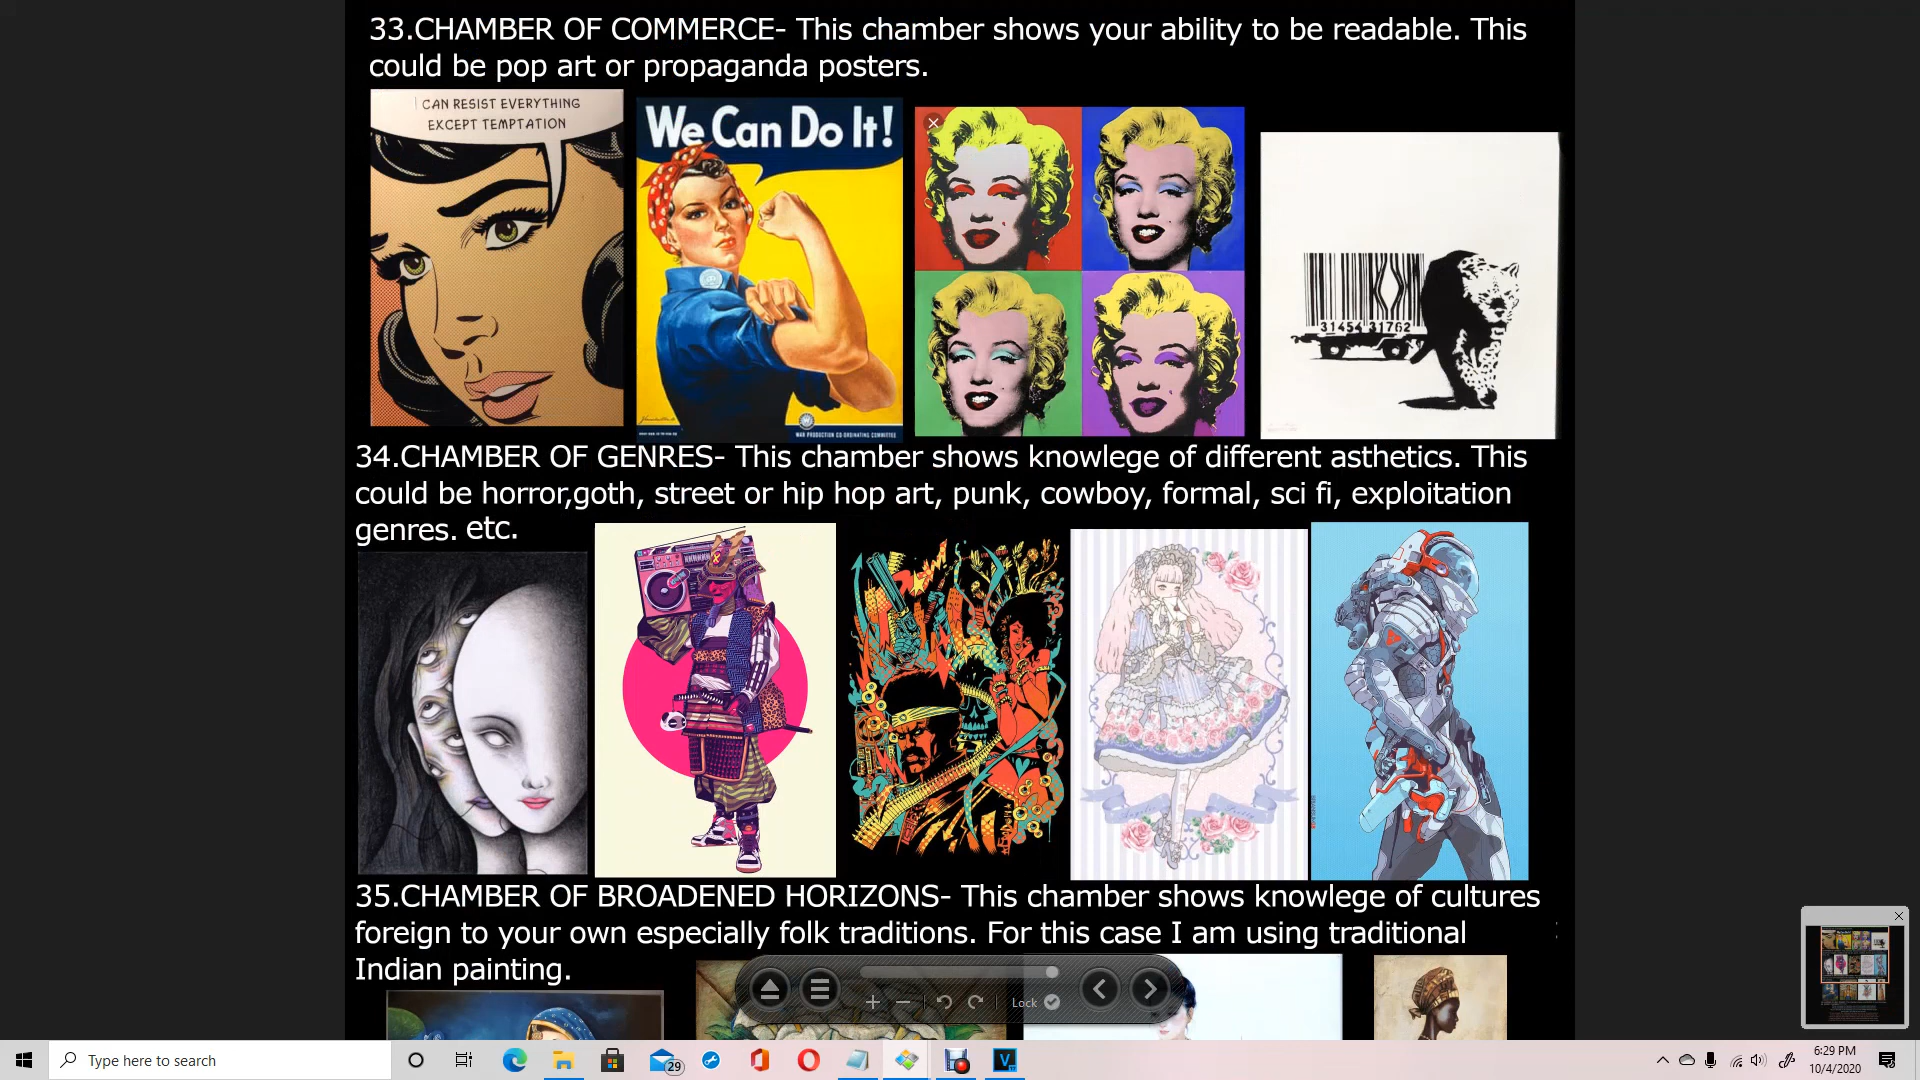 33.CHAMBER OF COMMERCE- This chamber shows your ability to be readable. This
could be pop art or propaganda posters.
CAN RESIST EVERYTHING
EXCEPT TEMPTATION
We Can Do It!
WAR PRODUCTION CO-ORDINATING COMMITTEE
31454 31762
34.CHAMBER OF GENRES- This chamber shows knowlege of different asthetics. This
could be horror,goth, street or hip hop art, punk, cowboy, formal, sci fi, exploitation
genres. etc.
35.CHAMBER OF BROADENED HORIZONS- This chamber shows knowlege of cultures
foreign to your own especially folk traditions. For this case I am using traditional
Indian painting.
Lock
Type here to search
29
6:29 PM
10/4/2020